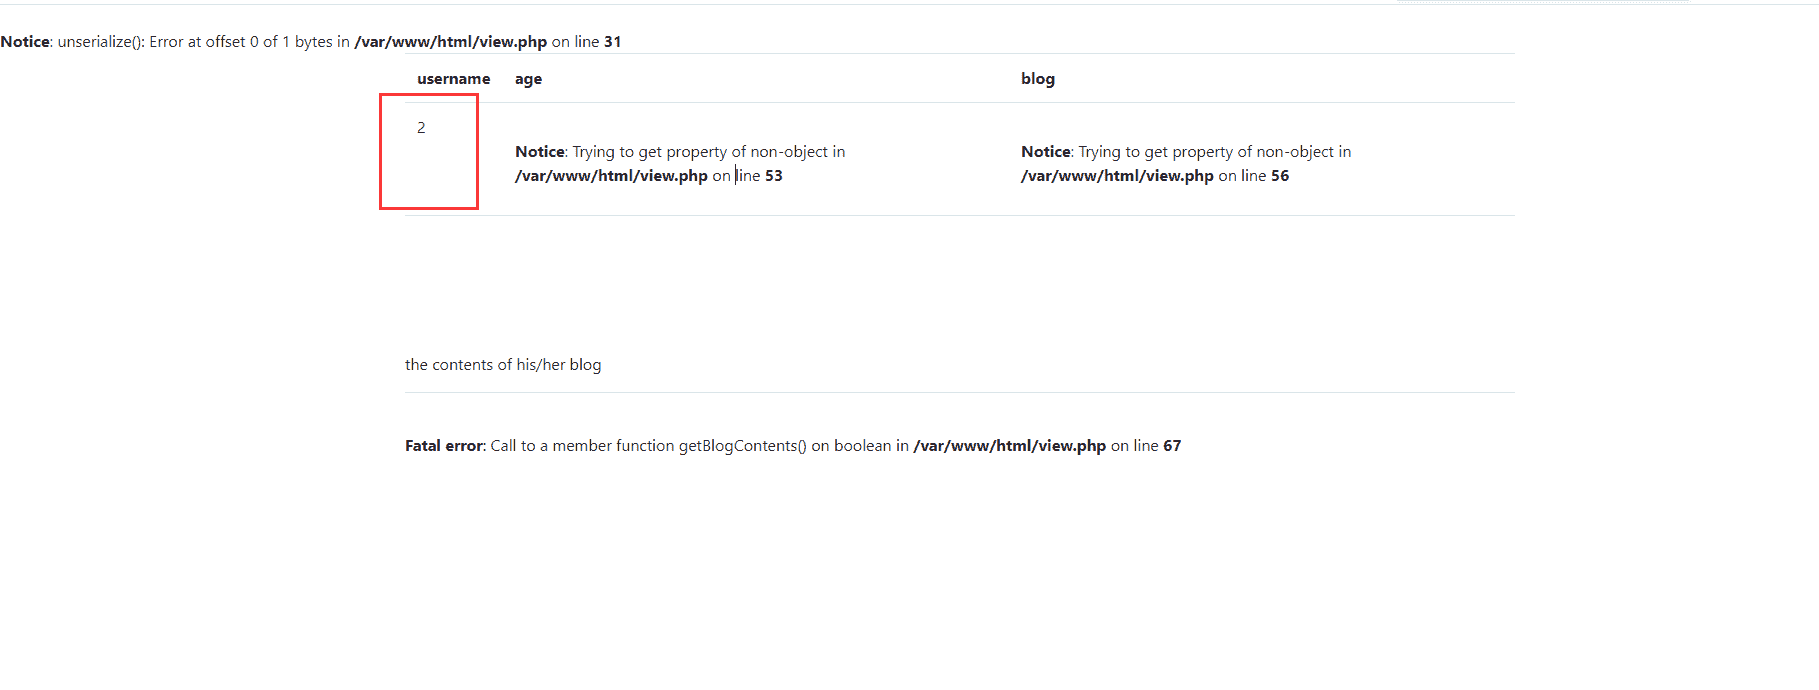 Notice: unserialize(): Error at offset 0 of 1 bytes in /var/www/html/view.php on line 31
username age blog
2
Notice: Trying to get property of non-object in
/var/www/html/view.php on line 53
Notice: Trying to get property of non-object in
/var/www/html/view.php on line 56
the contents of his/her blog
Fatal error: Call to a member function getBlogContents() on boolean in /var/www/html/view.php on line 67